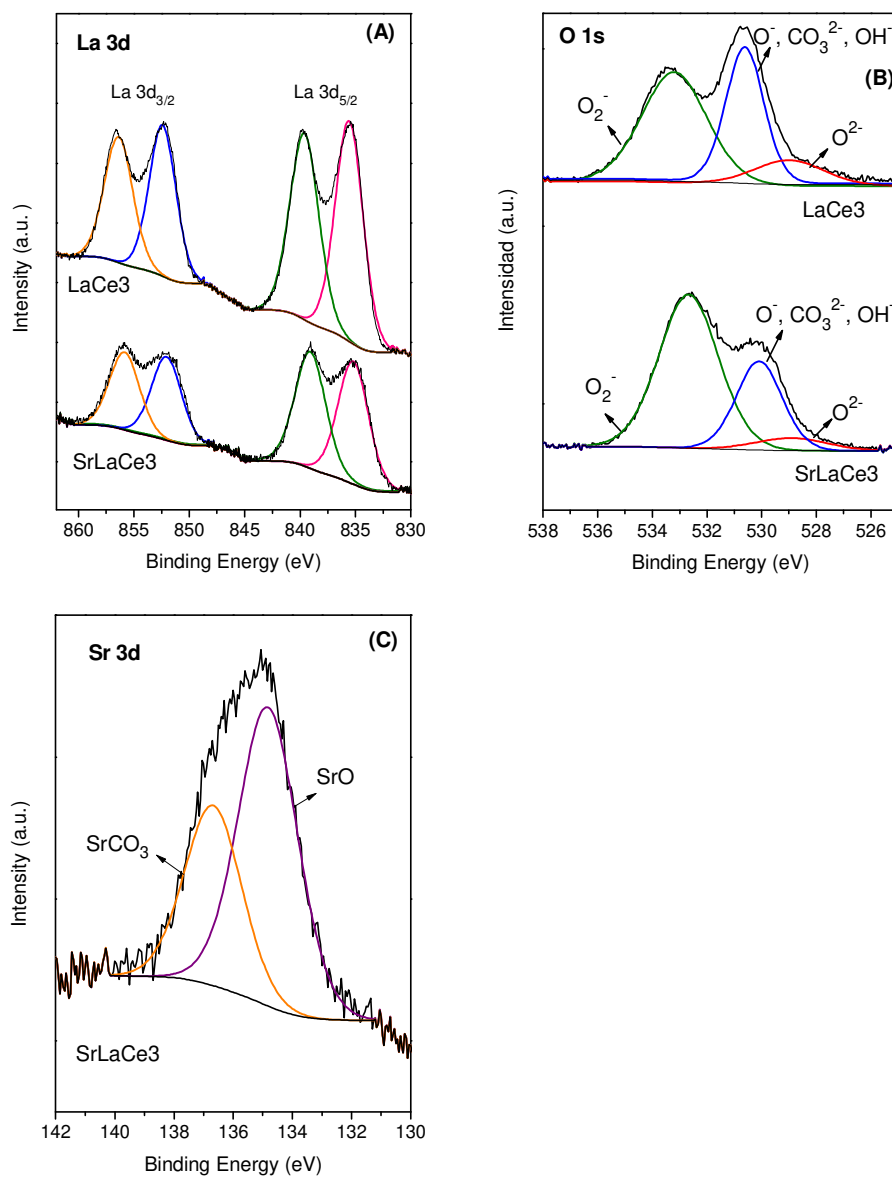 La 3d
(A)
La 3d3/2
La 3d5/2
LaCe3
SrLaCe3
Intensity (a.u.)
860 855 850 845 840 835 830
Binding Energy (eV)
O 1s
O⁻, CO₃²⁻, OH⁻
(B)
O₂⁻
O²⁻
LaCe3
O⁻, CO₃²⁻, OH⁻
O₂⁻
O²⁻
SrLaCe3
Intensidad (a.u.)
538 536 534 532 530 528 526
Binding Energy (eV)
Sr 3d
(C)
SrO
SrCO₃
SrLaCe3
Intensity (a.u.)
142 140 138 136 134 132 130
Binding Energy (eV)